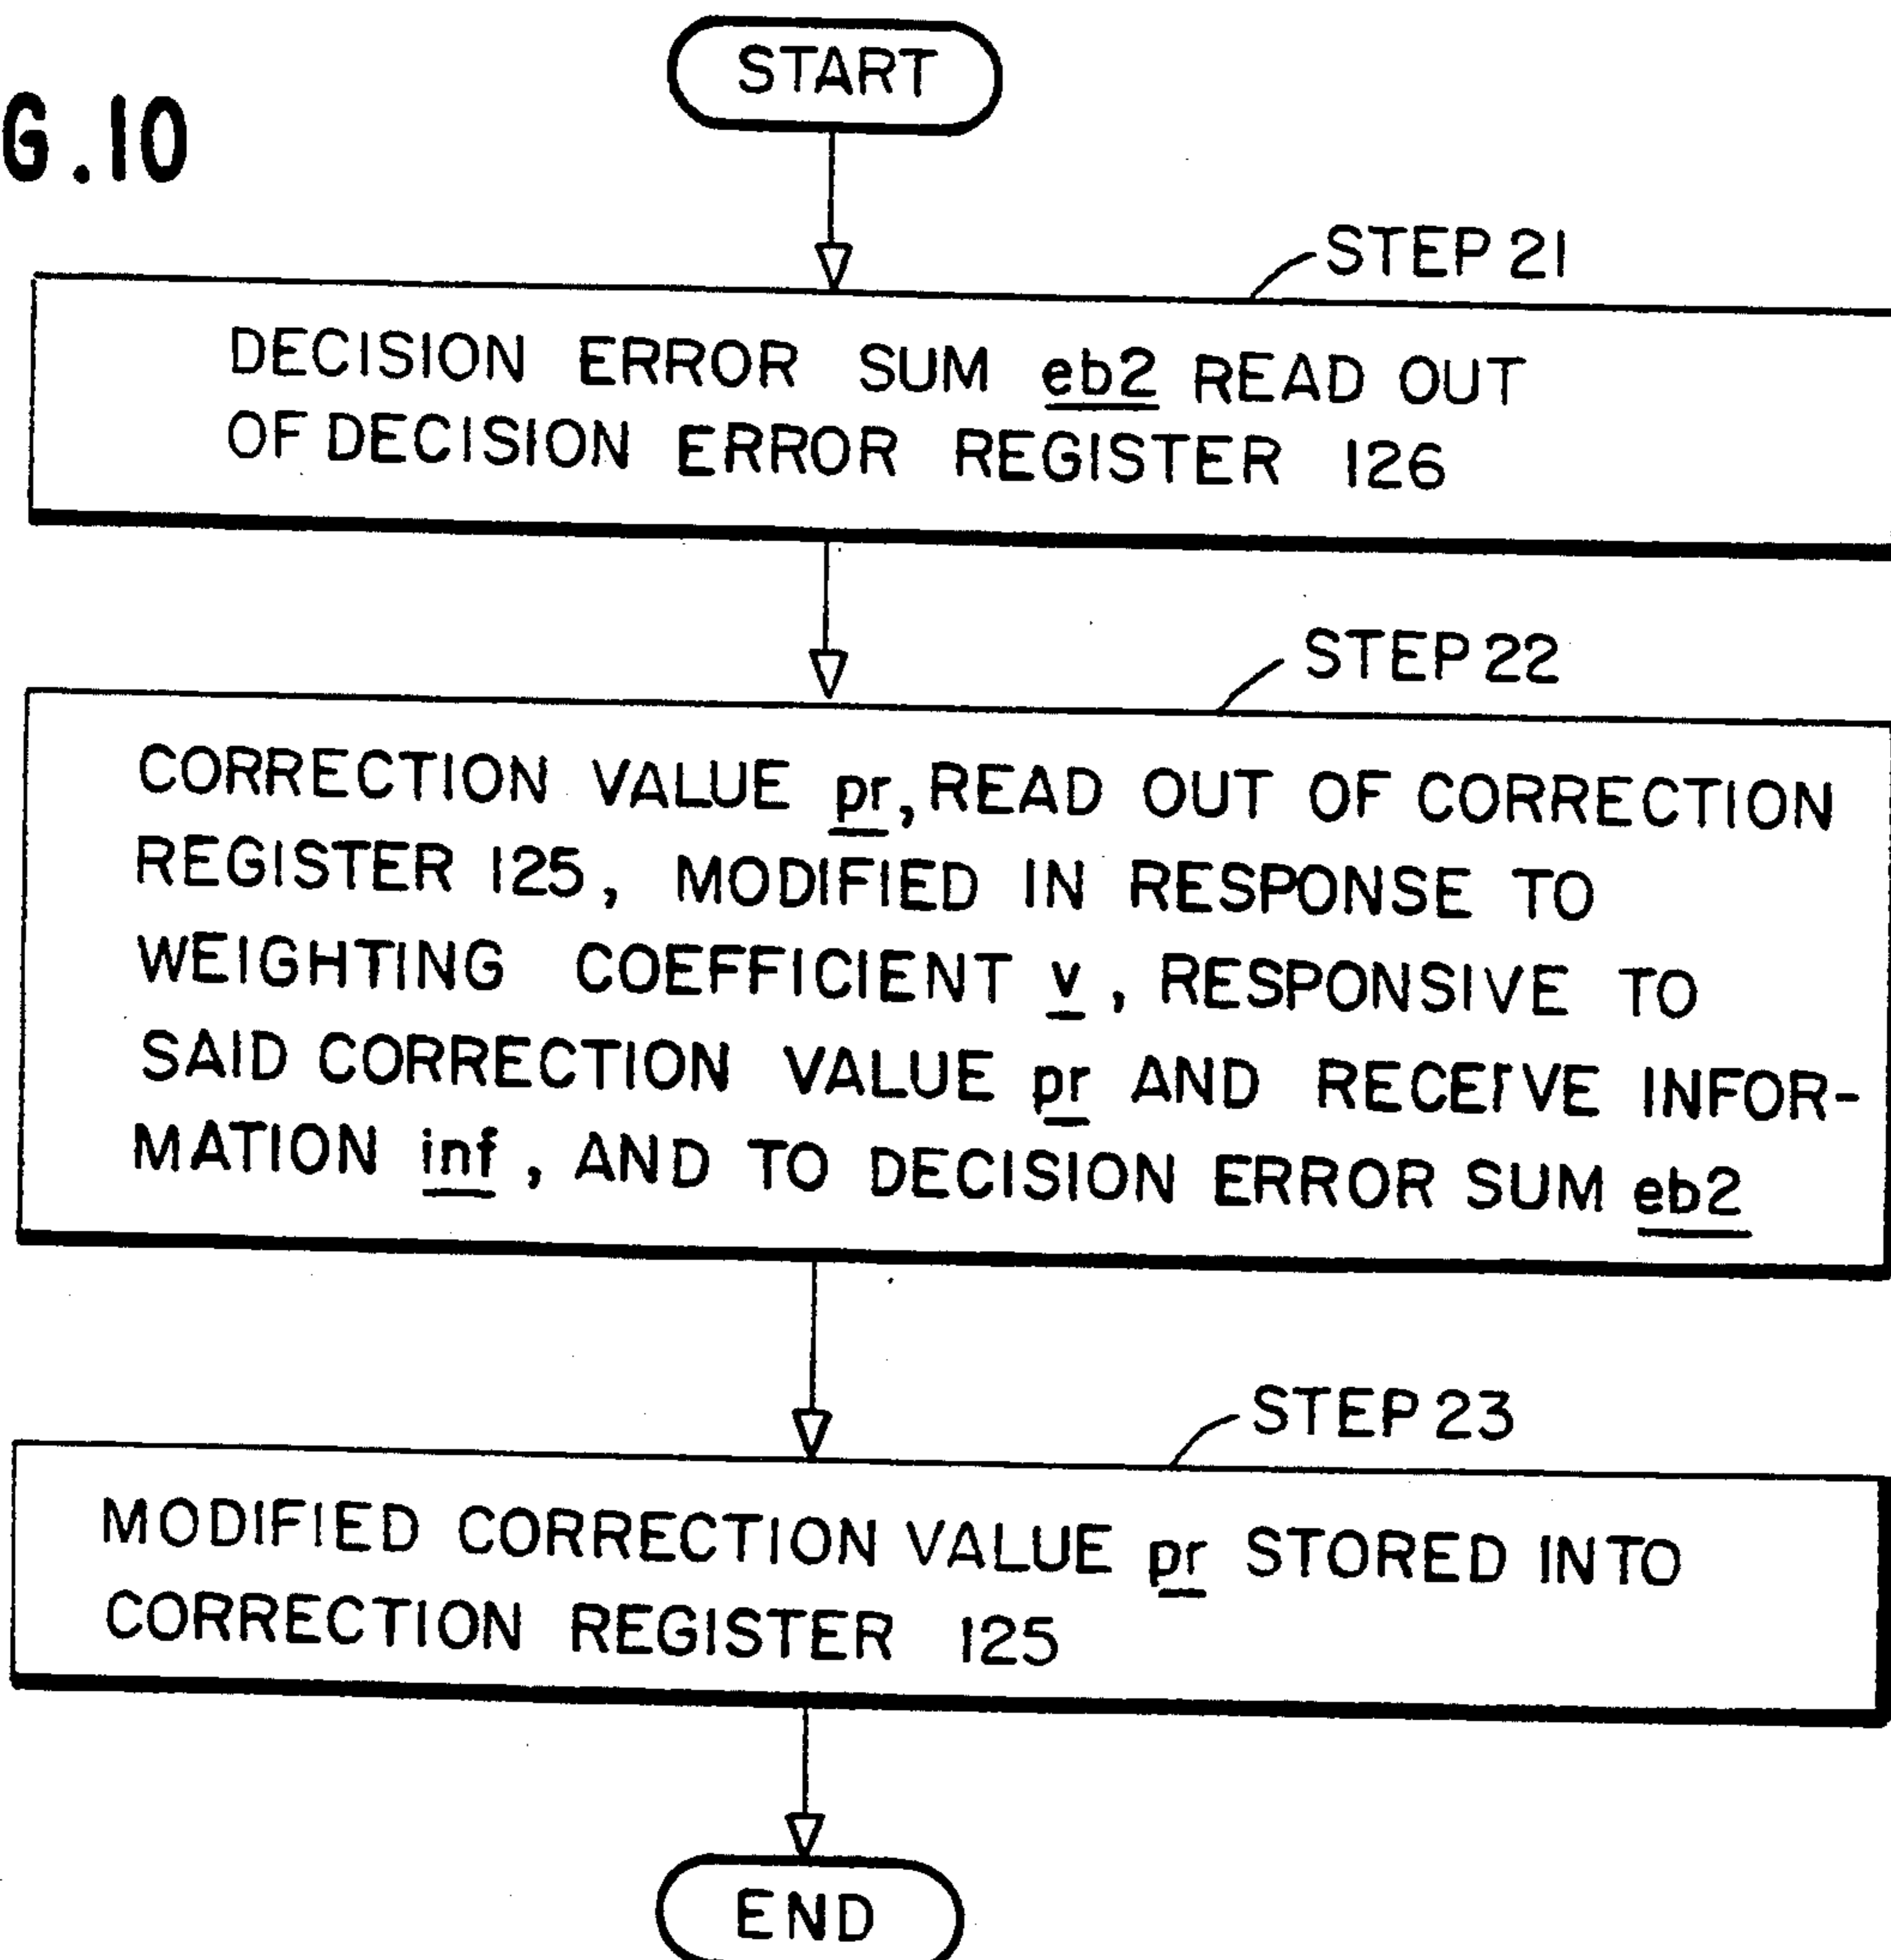 G.10
START
STEP 21
DECISION ERROR SUM eb2 READ OUT
OF DECISION ERROR REGISTER 126
STEP 22
CORRECTION VALUE pr, READ OUT OF CORRECTION
REGISTER 125, MODIFIED IN RESPONSE TO
WEIGHTING COEFFICIENT v, RESPONSIVE TO
SAID CORRECTION VALUE pr AND RECEIVE INFOR-
MATION inf, AND TO DECISION ERROR SUM eb2
STEP 23
MODIFIED CORRECTION VALUE pr STORED INTO
CORRECTION REGISTER 125
END